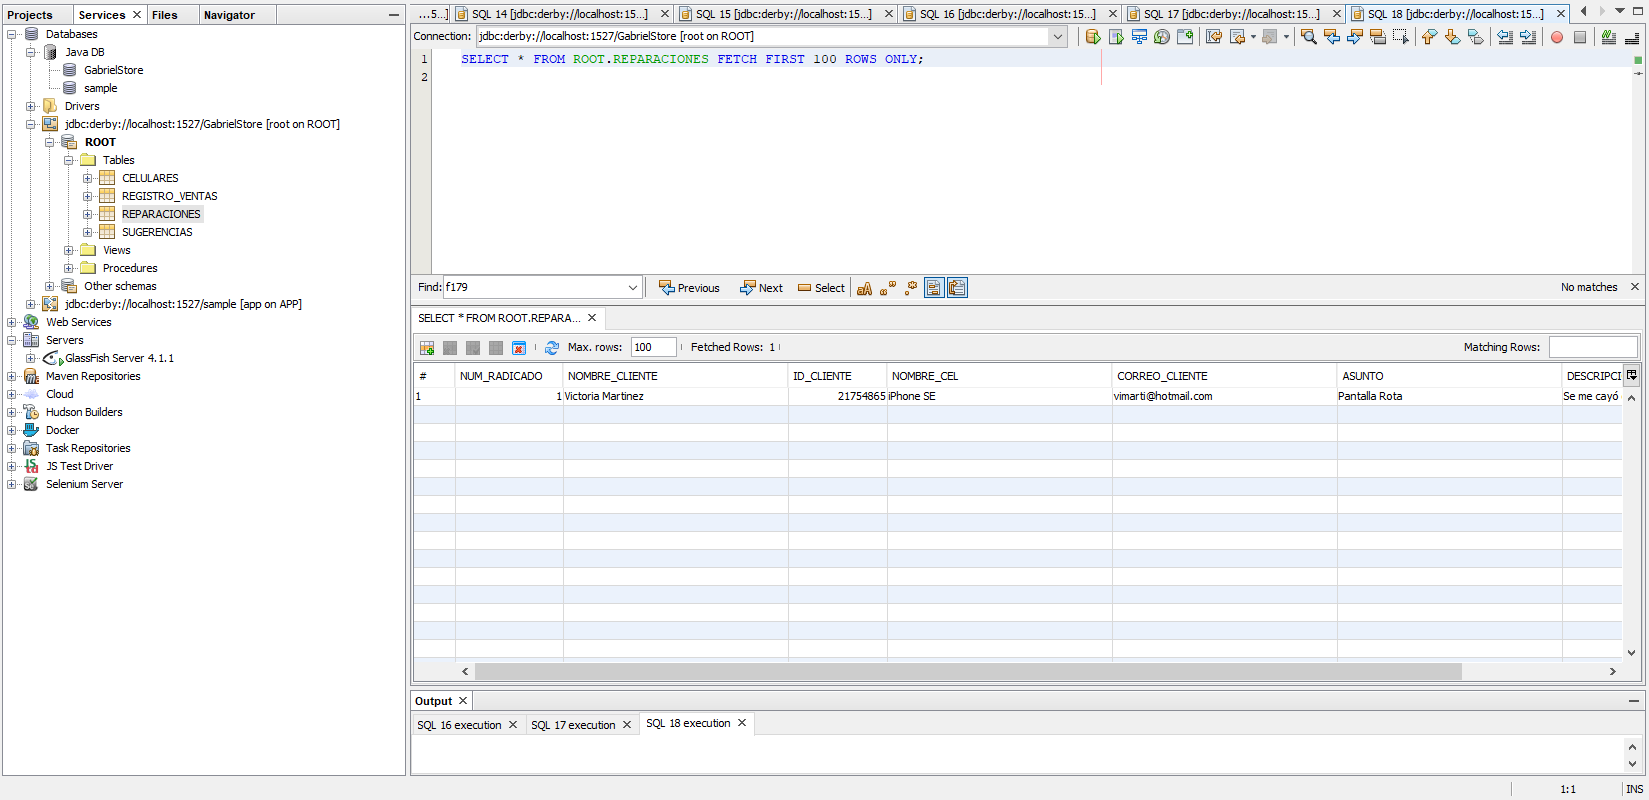 Projects Services Files Navigator
Databases
Java DB
GabrielStore
sample
Drivers
jdbc:derby://localhost:1527/GabrielStore [root on ROOT]
ROOT
Tables
CELULARES
REGISTRO_VENTAS
REPARACIONES
SUGERENCIAS
Views
Procedures
Other schemas
jdbc:derby://localhost:1527/sample [app on APP]
Web Services
Servers
GlassFish Server 4.1.1
Maven Repositories
Cloud
Hudson Builders
Docker
Task Repositories
JS Test Driver
Selenium Server
...5...] SQL 14 [jdbc:derby://localhost:15...] SQL 15 [jdbc:derby://localhost:15...] SQL 16 [jdbc:derby://localhost:15...] SQL 17 [jdbc:derby://localhost:15...] SQL 18 [jdbc:derby://localhost:15...]
Connection: jdbc:derby://localhost:1527/GabrielStore [root on ROOT]
1 SELECT * FROM ROOT.REPARACIONES FETCH FIRST 100 ROWS ONLY;
2
Find: f179 Previous Next Select aA No matches
SELECT * FROM ROOT.REPARA...
Max. rows: 100 Fetched Rows: 1 Matching Rows:
# NUM_RADICADO NOMBRE_CLIENTE ID_CLIENTE NOMBRE_CEL CORREO_CLIENTE ASUNTO DESCRIPCI
1 1 Victoria Martinez 21754865 iPhone SE vimarti@hotmail.com Pantalla Rota Se me cayó
Output
SQL 16 execution SQL 17 execution SQL 18 execution
1:1 INS